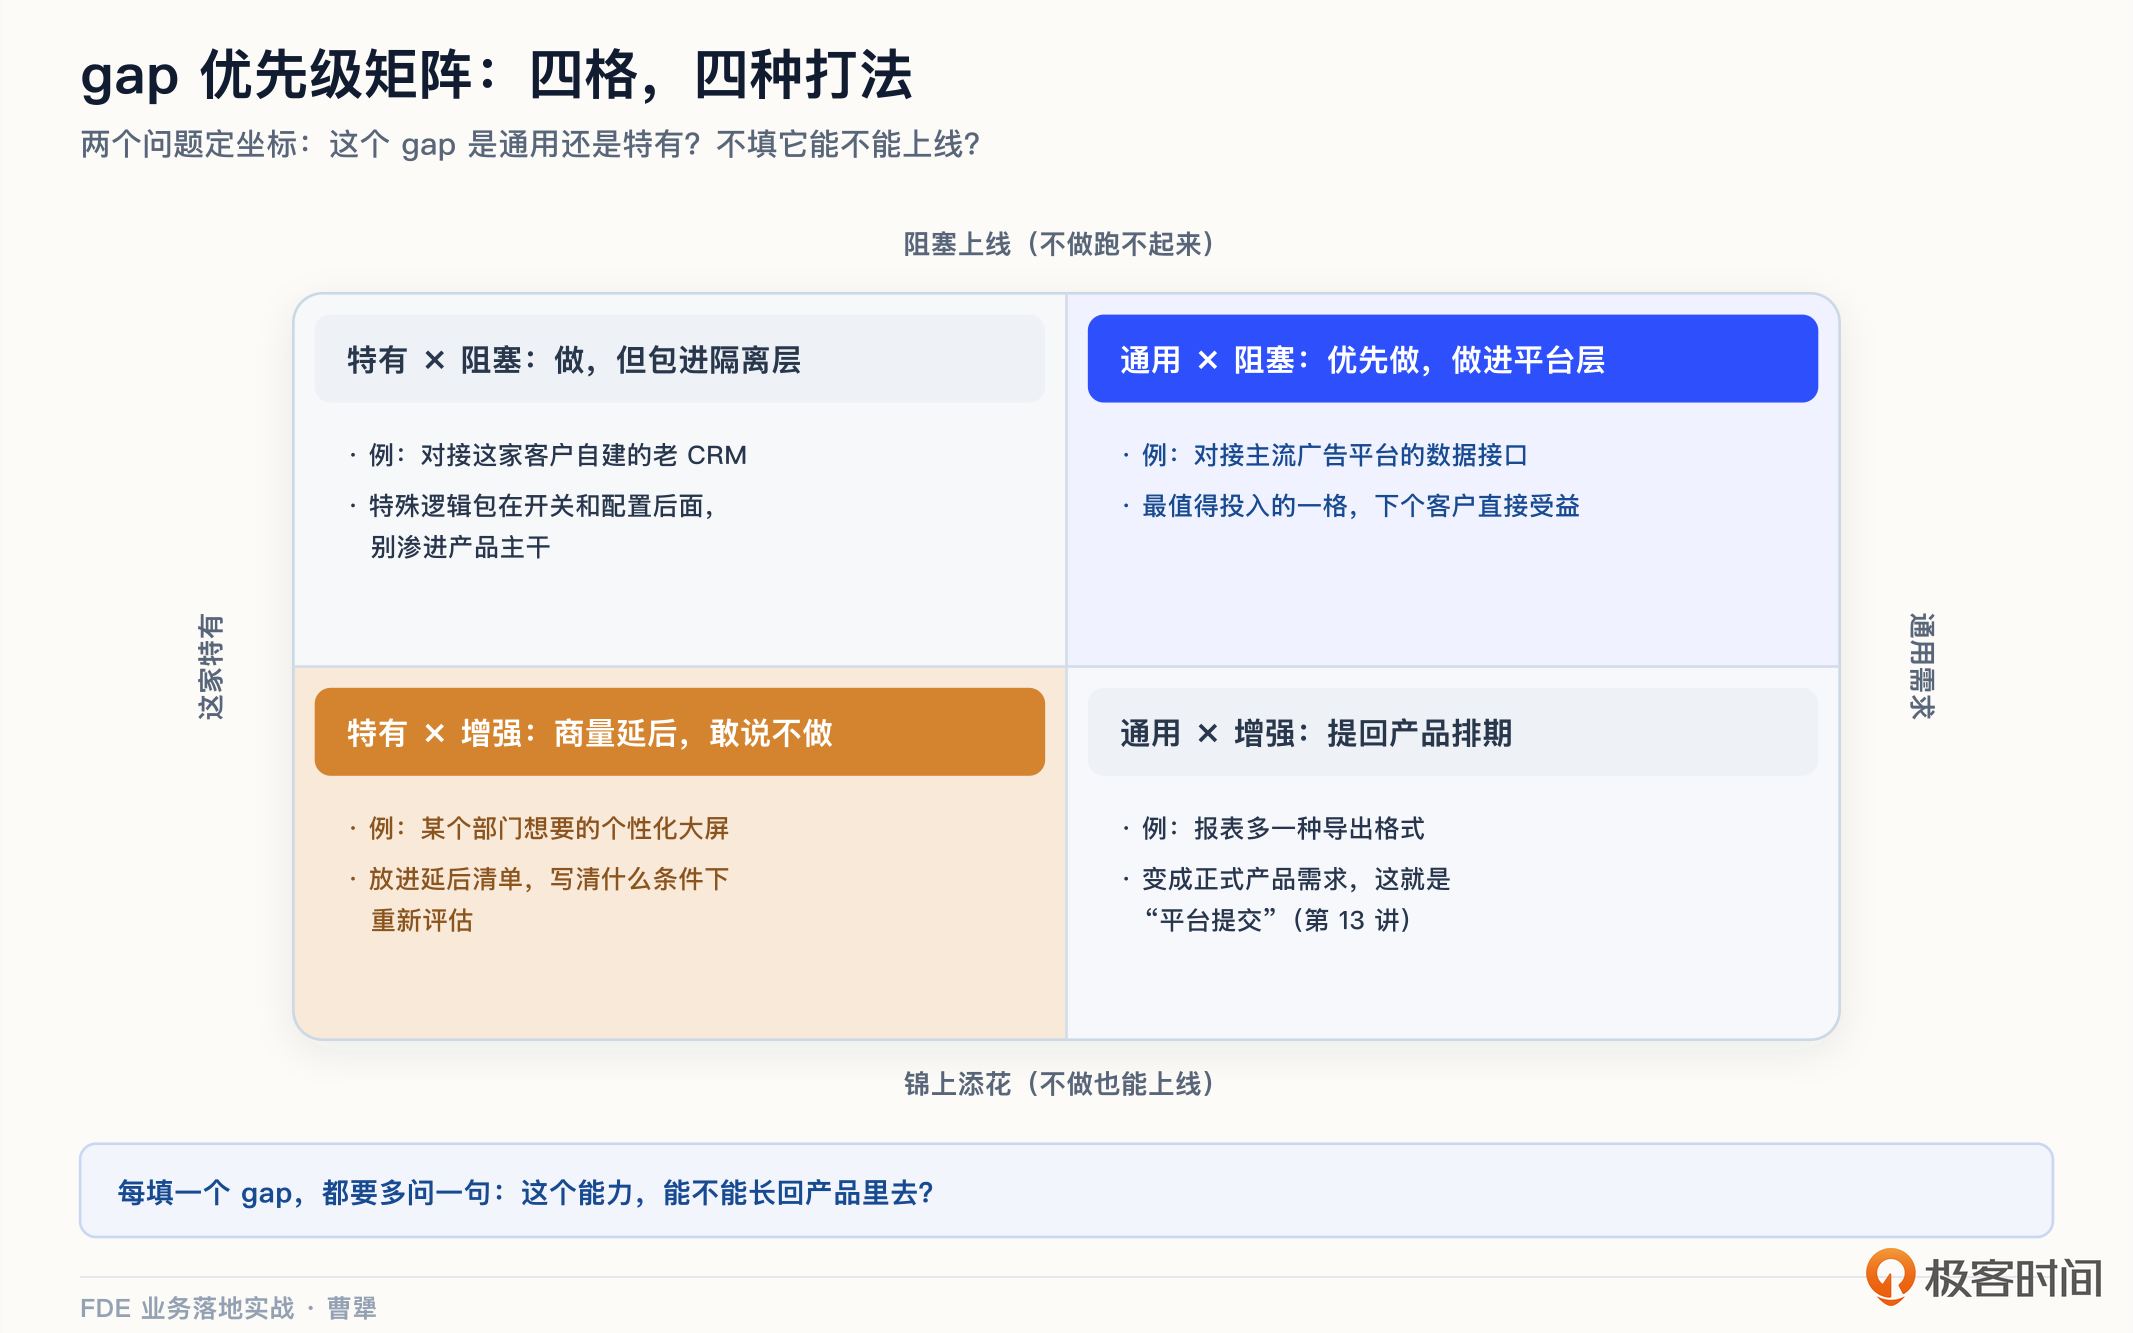 gap 优先级矩阵：四格，四种打法
两个问题定坐标：这个 gap 是通用还是特有？不填它能不能上线？
阻塞上线（不做跑不起来）
特有 × 阻塞：做，但包进隔离层
· 例：对接这家客户自建的老 CRM
· 特殊逻辑包在开关和配置后面，
别渗进产品主干
通用 × 阻塞：优先做，做进平台层
· 例：对接主流广告平台的数据接口
· 最值得投入的一格，下个客户直接受益
这家特有
通用需求
特有 × 增强：商量延后，敢说不做
· 例：某个部门想要的个性化大屏
· 放进延后清单，写清什么条件下
重新评估
通用 × 增强：提回产品排期
· 例：报表多一种导出格式
· 变成正式产品需求，这就是
“平台提交”（第 13 讲）
锦上添花（不做也能上线）
每填一个 gap，都要多问一句：这个能力，能不能长回产品里去？
FDE 业务落地实战 · 曹犟
极客时间